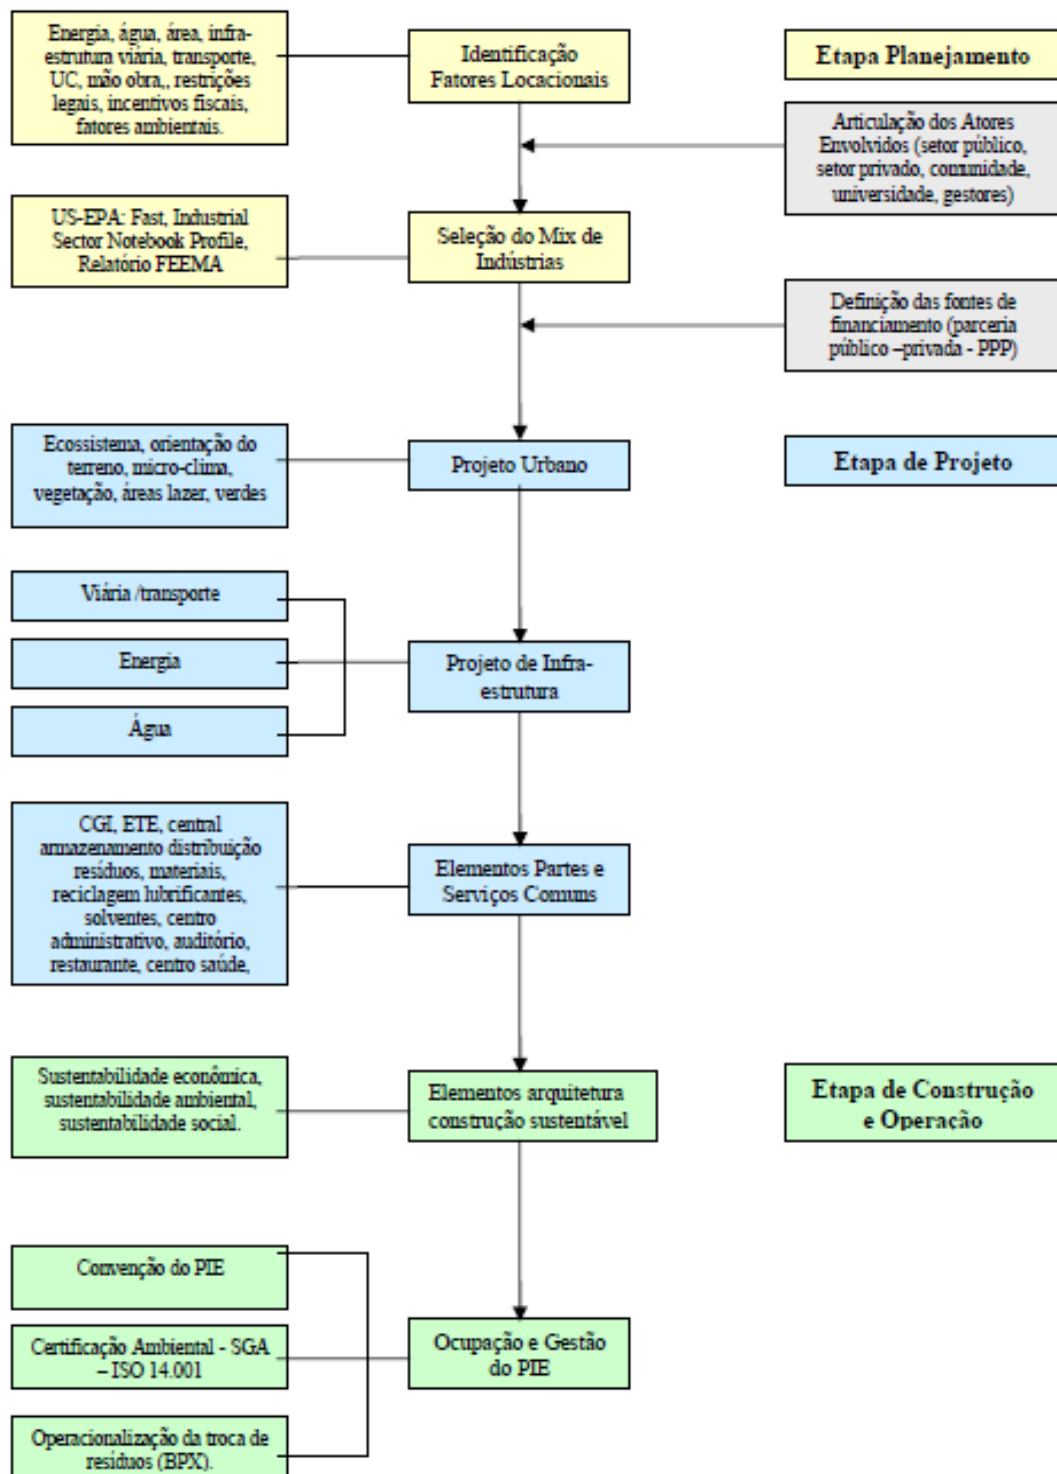 Energia, água, área, infra-
estrutura viária, transporte,
UC, mão obra,, restrições
legais, incentivos fiscais,
fatores ambientais.
Identificação
Fatores Locacionais
Etapa Planejamento
Articulação dos Atores
Envolvidos (setor público,
setor privado, comunidade,
universidade, gestores)
US-EPA: Fast, Industrial
Sector Notebook Profile,
Relatório FEEMA
Seleção do Mix de
Indústrias
Definição das fontes de
financiamento (parceria
público –privada - PPP)
Ecossistema, orientação do
terreno, micro-clima,
vegetação, áreas lazer, verdes
Projeto Urbano
Etapa de Projeto
Viária /transporte
Energia
Água
Projeto de Infra-
estrutura
CGI, ETE, central
armazenamento distribuição
resíduos, materiais,
reciclagem lubrificantes,
solventes, centro
administrativo, auditório,
restaurante, centro saúde,
Elementos Partes e
Serviços Comuns
Sustentabilidade econômica,
sustentabilidade ambiental,
sustentabilidade social.
Elementos arquitetura
construção sustentável
Etapa de Construção
e Operação
Convenção do PIE
Certificação Ambiental - SGA
– ISO 14.001
Operacionalização da troca de
resíduos (BPX).
Ocupação e Gestão
do PIE